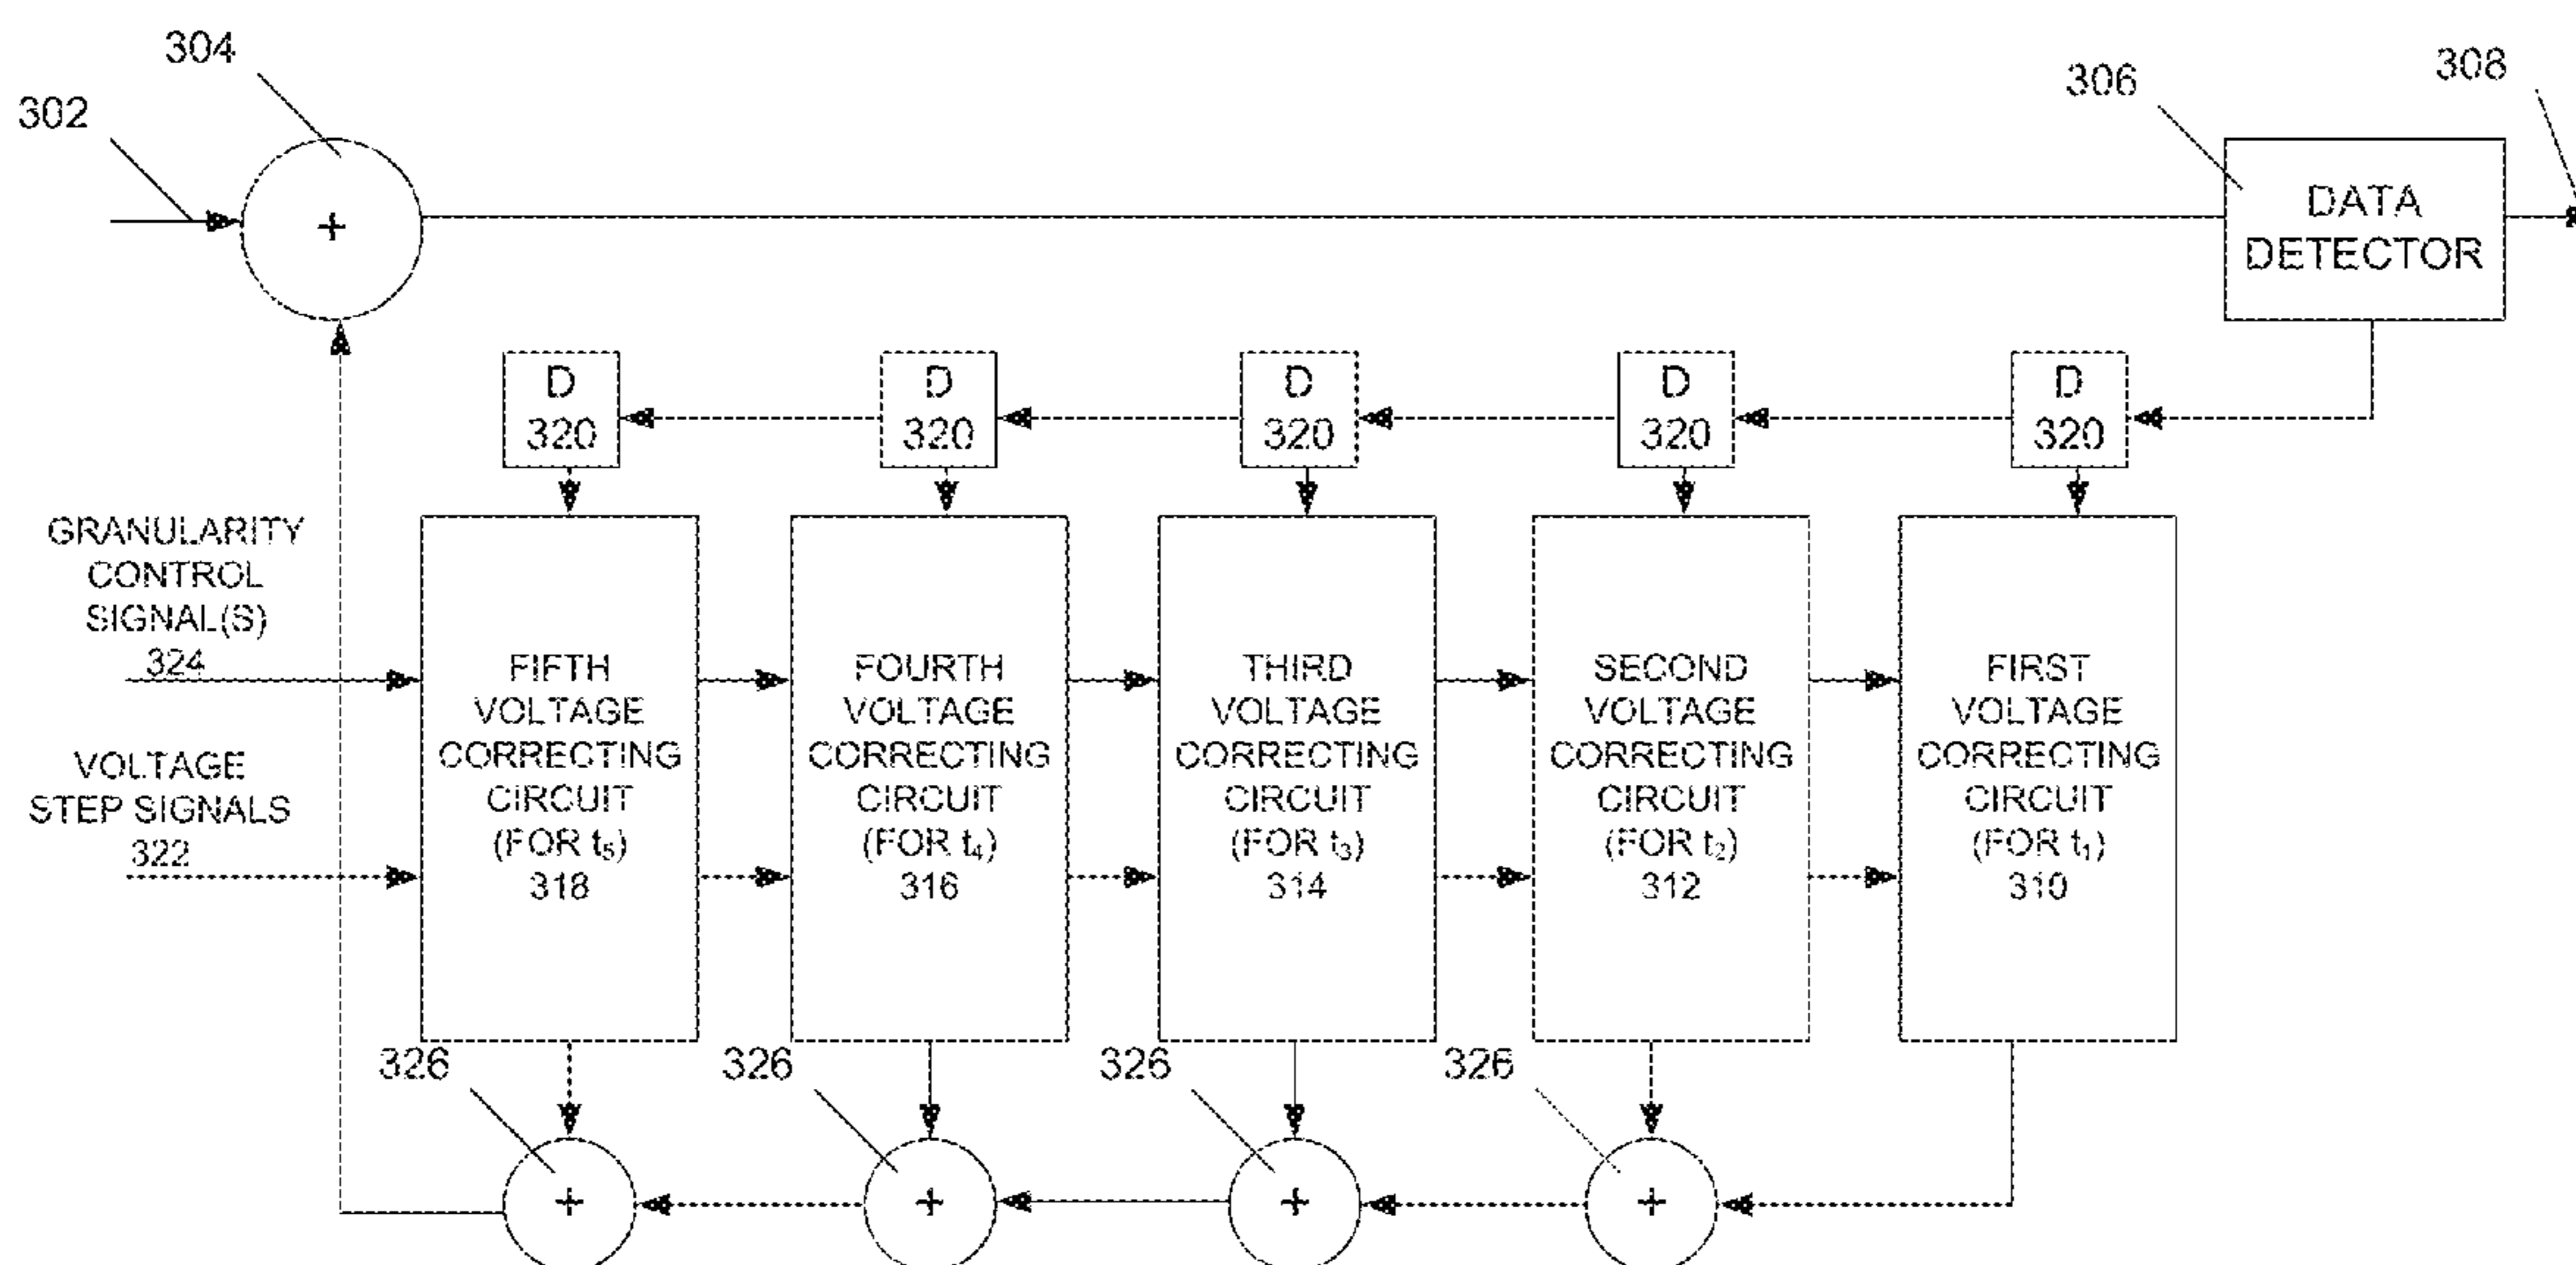 304
302
306
308
+
DATA
DETECTOR
D
320
D
320
D
320
D
320
D
320
GRANULARITY
CONTROL
SIGNAL(S)
324
VOLTAGE
STEP SIGNALS
322
FIFTH
VOLTAGE
CORRECTING
CIRCUIT
(FOR t₅)
318
FOURTH
VOLTAGE
CORRECTING
CIRCUIT
(FOR t₄)
316
THIRD
VOLTAGE
CORRECTING
CIRCUIT
(FOR t₃)
314
SECOND
VOLTAGE
CORRECTING
CIRCUIT
(FOR t₂)
312
FIRST
VOLTAGE
CORRECTING
CIRCUIT
(FOR t₁)
310
326
326
326
326
+
+
+
+